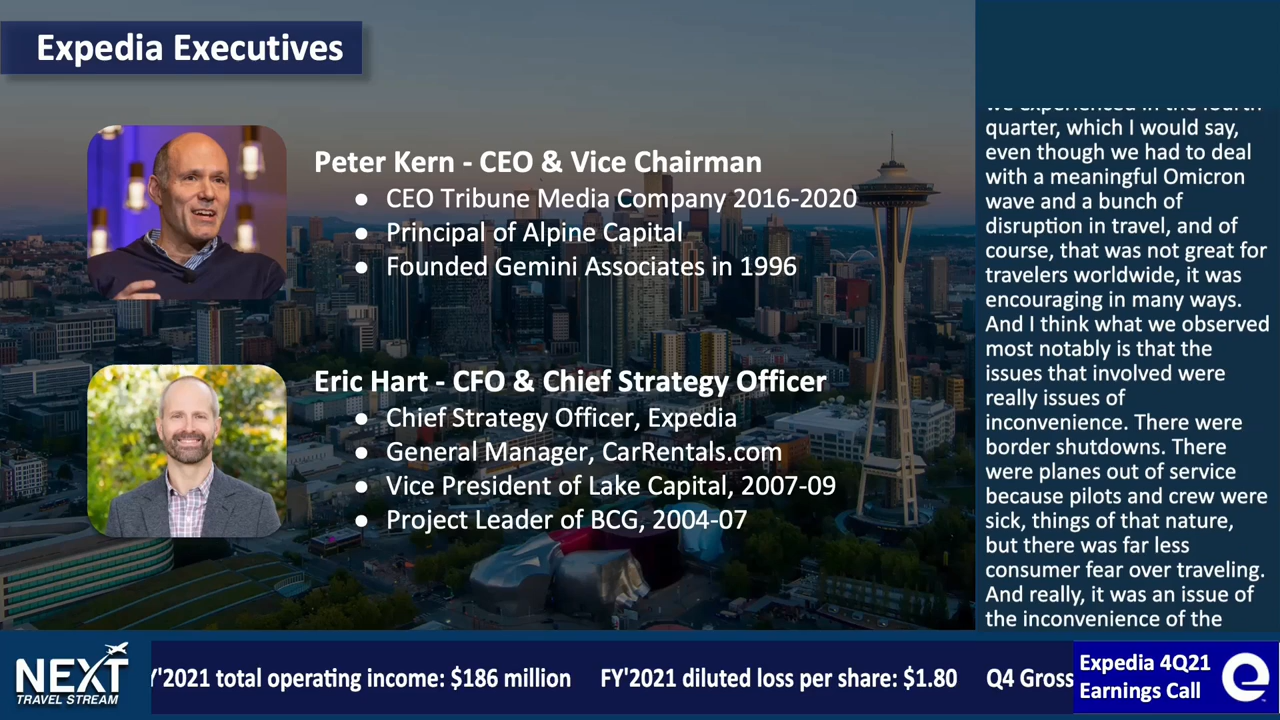 Expedia Executives
Peter Kern - CEO & Vice Chairman
● CEO Tribune Media Company 2016-2020
● Principal of Alpine Capital
● Founded Gemini Associates in 1996
Eric Hart - CFO & Chief Strategy Officer
● Chief Strategy Officer, Expedia
● General Manager, CarRentals.com
● Vice President of Lake Capital, 2007-09
● Project Leader of BCG, 2004-07
we experienced in the fourth
quarter, which I would say,
even though we had to deal
with a meaningful Omicron
wave and a bunch of
disruption in travel, and of
course, that was not great for
travelers worldwide, it was
encouraging in many ways.
And I think what we observed
most notably is that the
issues that involved were
really issues of
inconvenience. There were
border shutdowns. There
were planes out of service
because pilots and crew were
sick, things of that nature,
but there was far less
consumer fear over traveling.
And really, it was an issue of
the inconvenience of the
NEXT
TRAVEL STREAM
Y'2021 total operating income: $186 million FY'2021 diluted loss per share: $1.80 Q4 Gross
Expedia 4Q21
Earnings Call